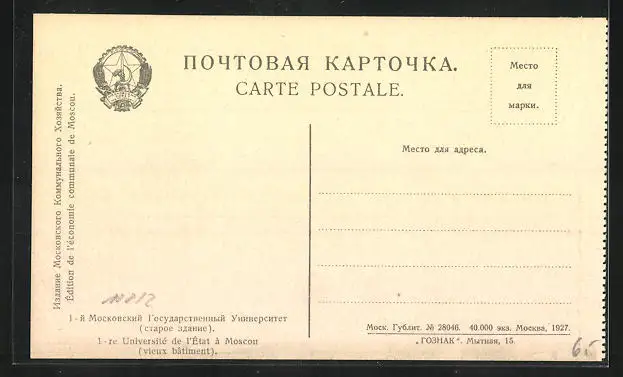 ПОЧТОВАЯ КАРТОЧКА.
CARTE POSTALE.
Место
для
марки.
Издание Московского Коммунального Хозяйства.
Édition de l'économie communale de Moscou.
Место для адреса.
1-й Московский Государственный Университет
(старое здание).
1-re Université de l'État à Moscou
(vieux bâtiment).
Моск. Гублит. № 28046. 40.000 экз. Москва, 1927.
„ГОЗНАК“. Мытная, 15.